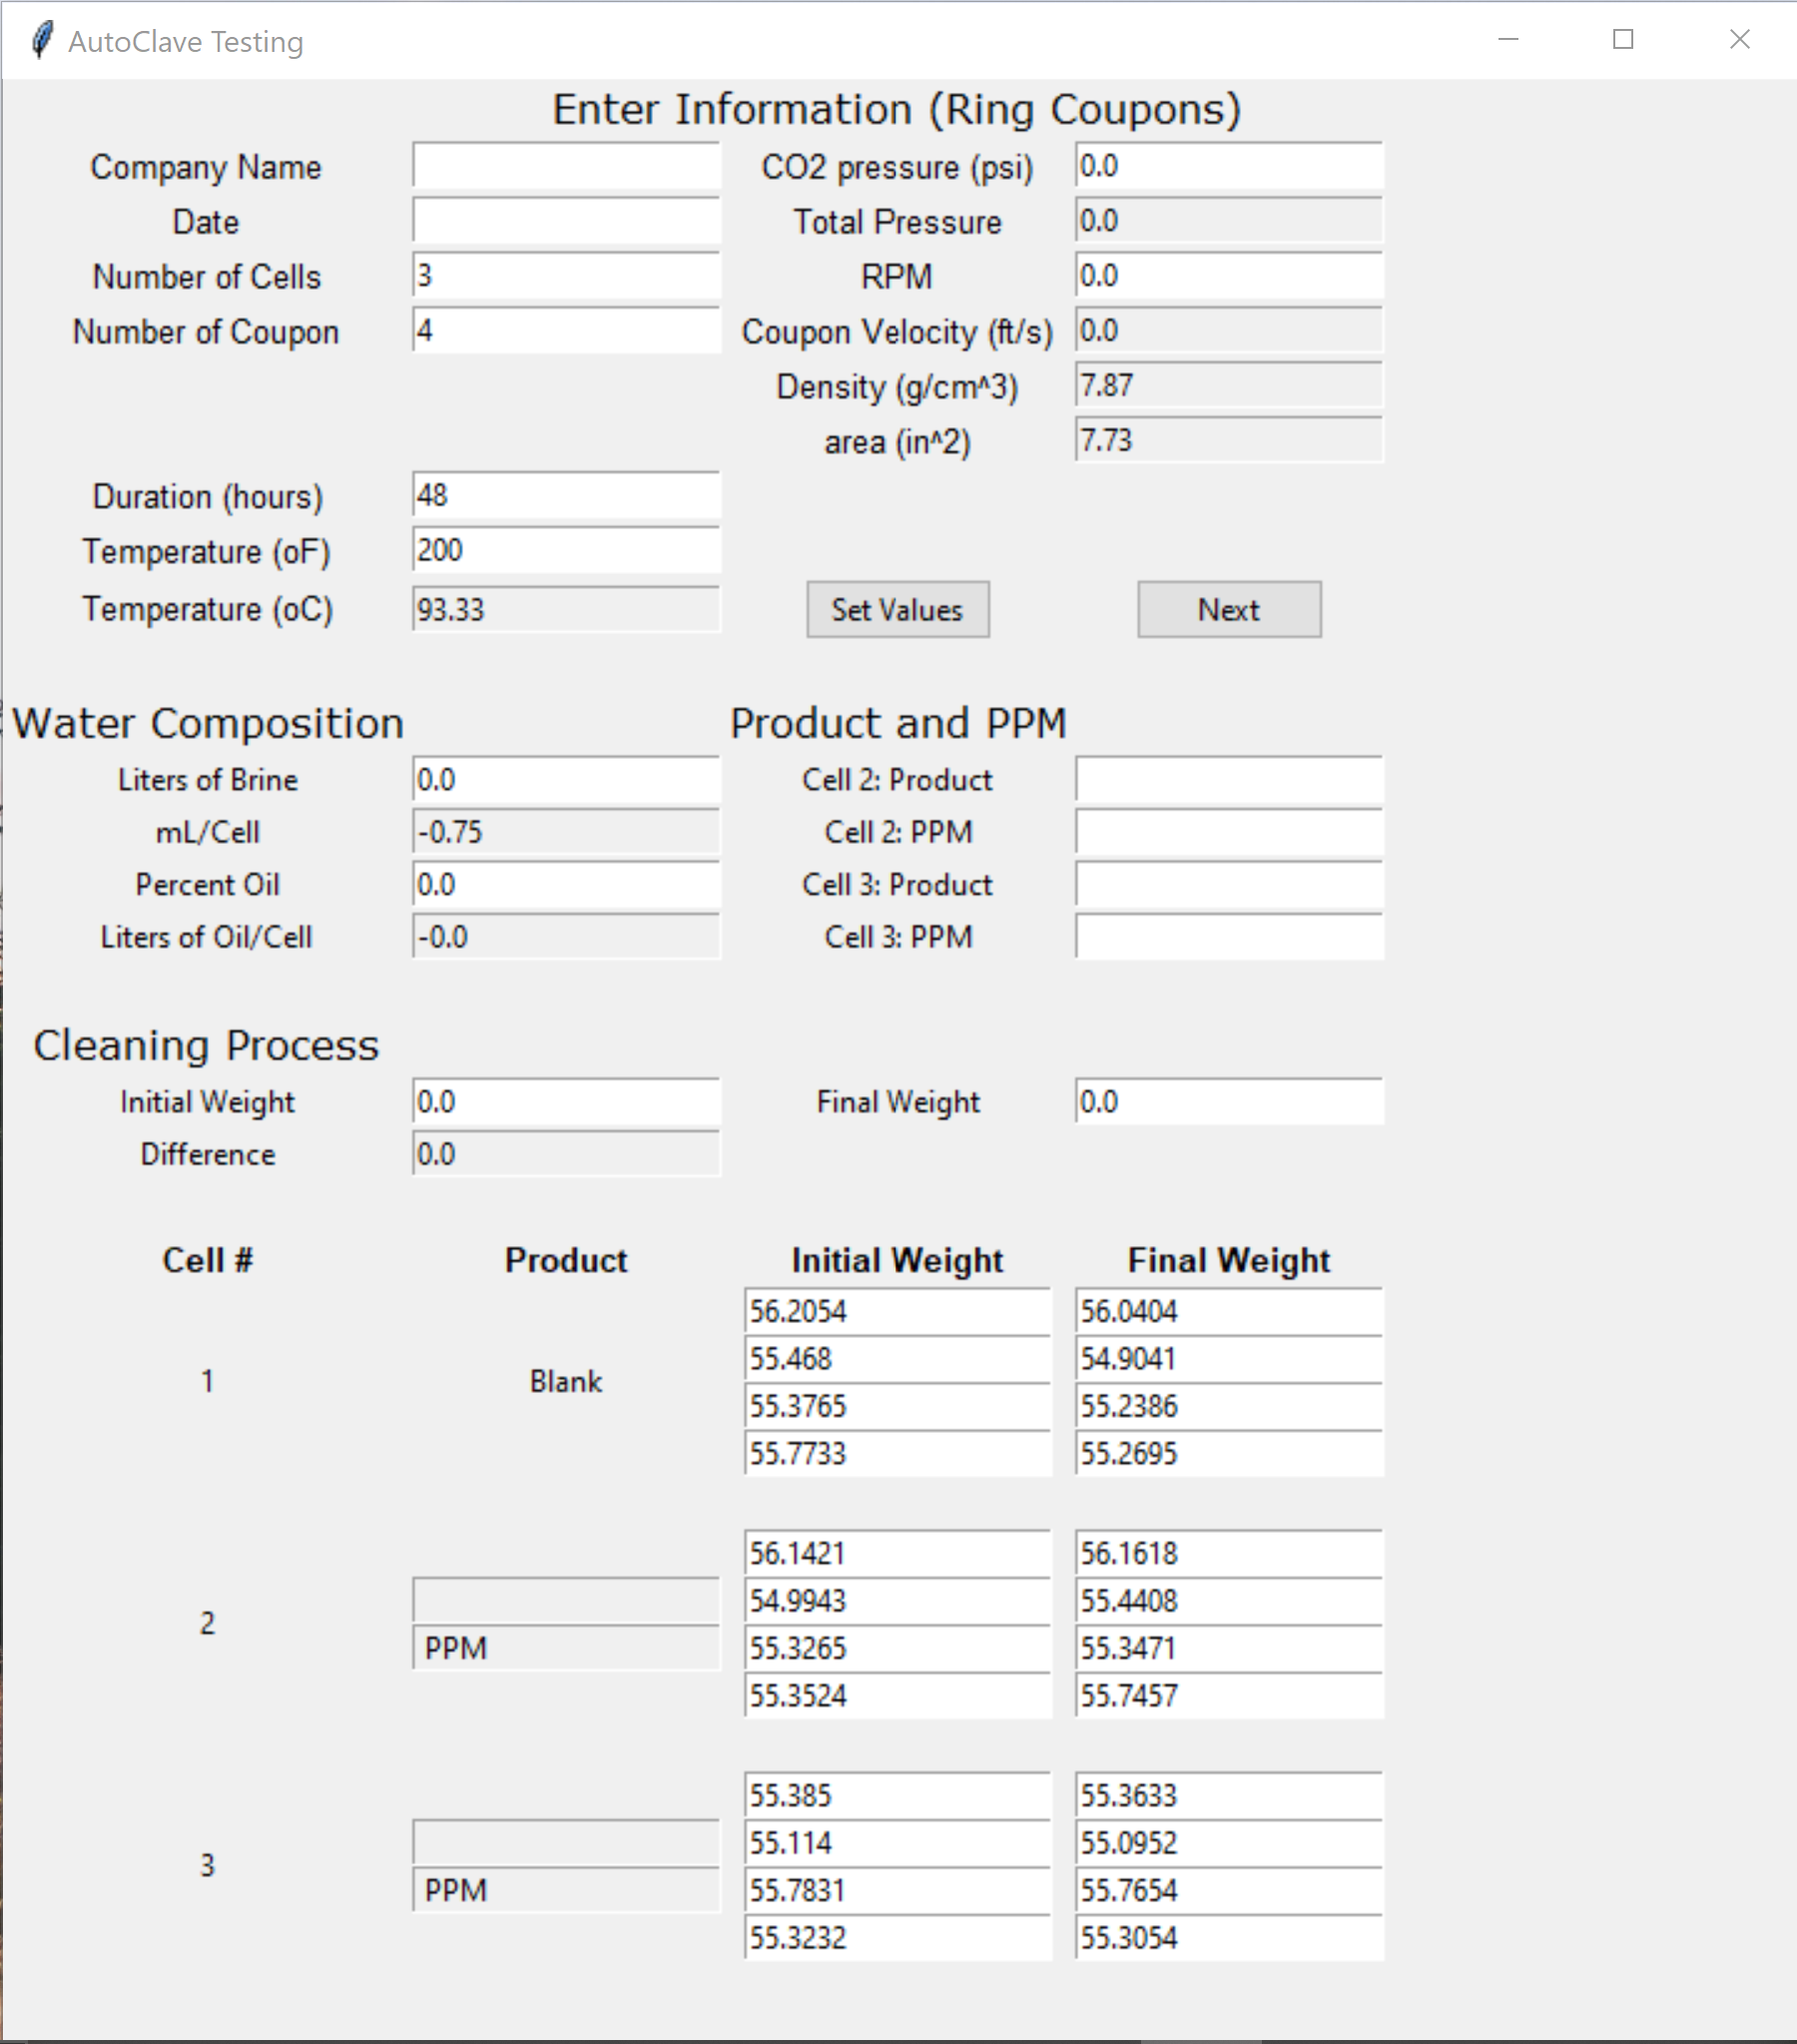 AutoClave Testing
Enter Information (Ring Coupons)
Company Name CO2 pressure (psi) 0.0
Date Total Pressure 0.0
Number of Cells 3 RPM 0.0
Number of Coupon 4 Coupon Velocity (ft/s) 0.0
Density (g/cm^3) 7.87
area (in^2) 7.73
Duration (hours) 48
Temperature (oF) 200
Temperature (oC) 93.33 Set Values Next
Water Composition Product and PPM
Liters of Brine 0.0 Cell 2: Product
mL/Cell -0.75 Cell 2: PPM
Percent Oil 0.0 Cell 3: Product
Liters of Oil/Cell -0.0 Cell 3: PPM
Cleaning Process
Initial Weight 0.0 Final Weight 0.0
Difference 0.0
Cell # Product Initial Weight Final Weight
56.2054 56.0404
55.468 54.9041
1 Blank
55.3765 55.2386
55.7733 55.2695
56.1421 56.1618
54.9943 55.4408
2
PPM 55.3265 55.3471
55.3524 55.7457
55.385 55.3633
55.114 55.0952
3
PPM 55.7831 55.7654
55.3232 55.3054